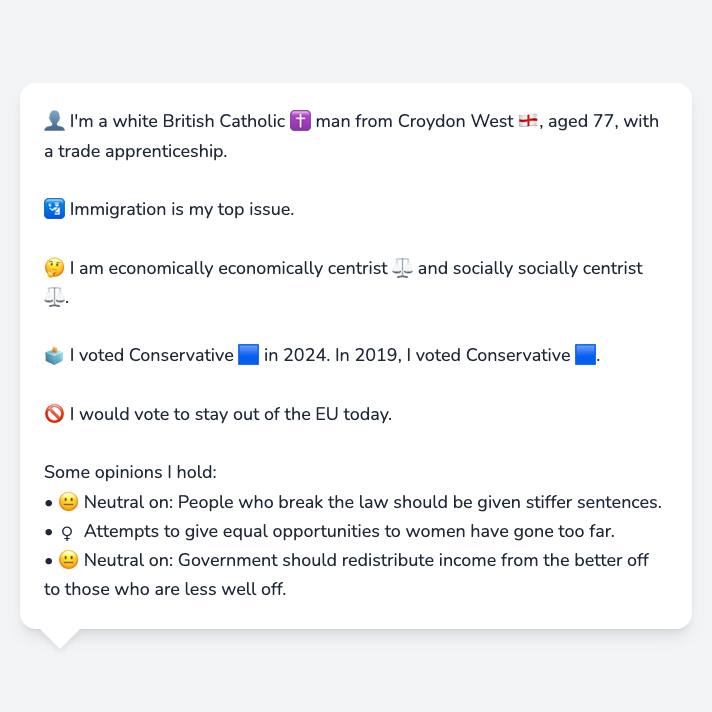 👤 I'm a white British Catholic ✝️ man from Croydon West 🏴󠁧󠁢󠁥󠁮󠁧󠁿, aged 77, with
a trade apprenticeship.
🛂 Immigration is my top issue.
🤔 I am economically economically centrist ⚖️ and socially socially centrist
⚖️.
🗳️ I voted Conservative 🟦 in 2024. In 2019, I voted Conservative 🟦.
🚫 I would vote to stay out of the EU today.
Some opinions I hold:
• 😐 Neutral on: People who break the law should be given stiffer sentences.
• ♀ Attempts to give equal opportunities to women have gone too far.
• 😐 Neutral on: Government should redistribute income from the better off
to those who are less well off.